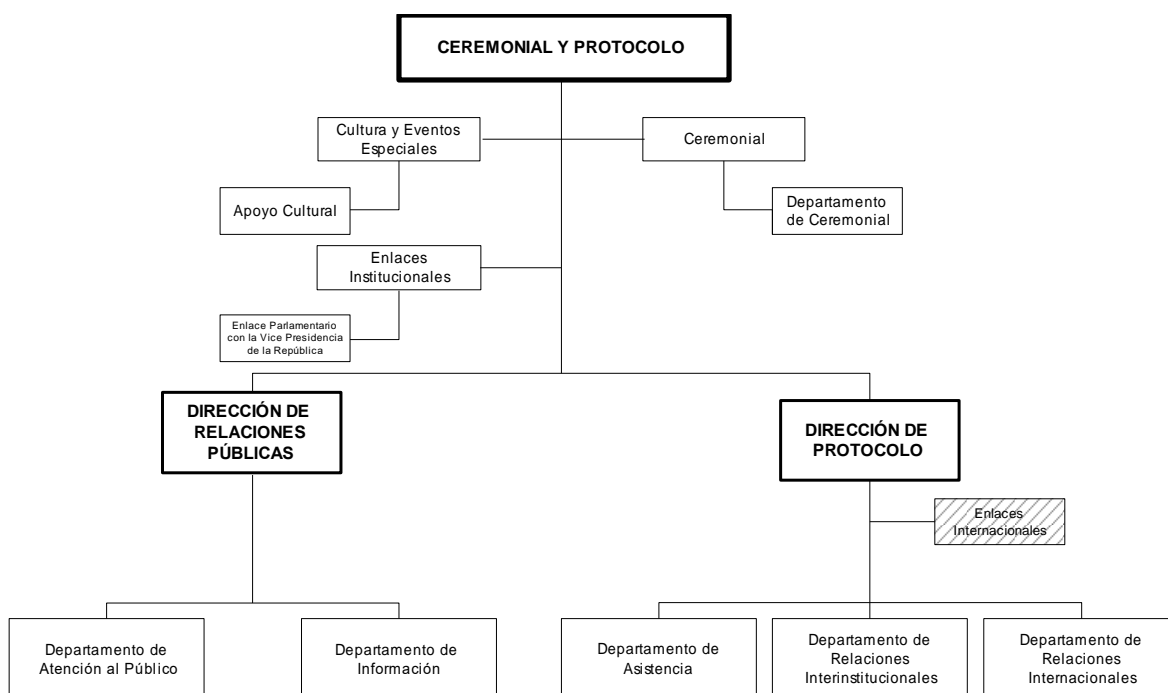 CEREMONIAL Y PROTOCOLO
Cultura y Eventos
Especiales
Ceremonial
Apoyo Cultural
Departamento
de Ceremonial
Enlaces
Institucionales
Enlace Parlamentario
con la Vice Presidencia
de la República
DIRECCIÓN DE
RELACIONES
PÚBLICAS
DIRECCIÓN DE
PROTOCOLO
Enlaces
Internacionales
Departamento de
Atención al Público
Departamento de
Información
Departamento de
Asistencia
Departamento de
Relaciones
Interinstitucionales
Departamento de
Relaciones
Internacionales